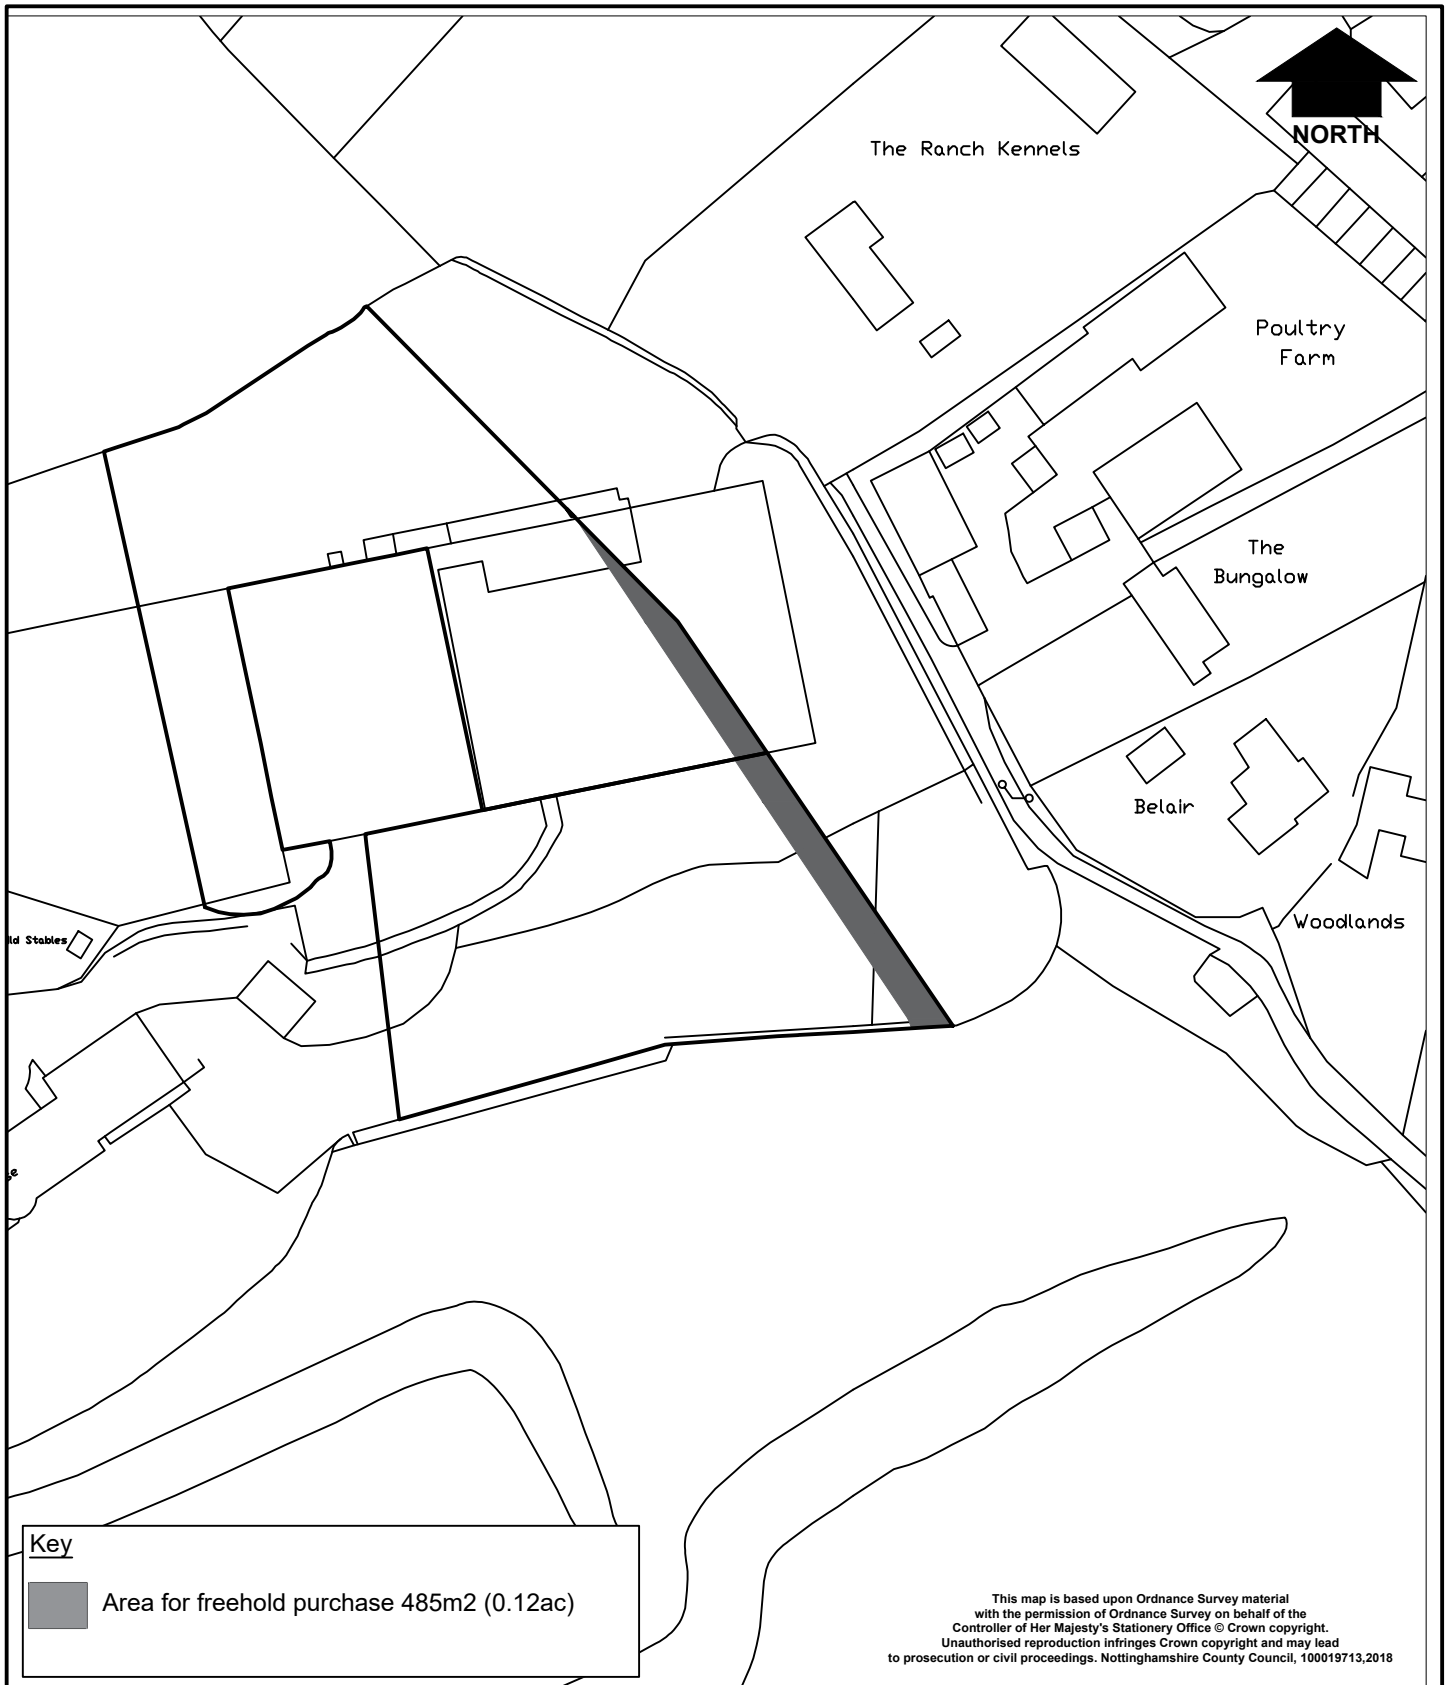 NORTH
The Ranch Kennels
Poultry
Farm
The
Bungalow
Belair
Woodlands
ld Stables
Key
Area for freehold purchase 485m2 (0.12ac)
This map is based upon Ordnance Survey material
with the permission of Ordnance Survey on behalf of the
Controller of Her Majesty's Stationery Office © Crown copyright.
Unauthorised reproduction infringes Crown copyright and may lead
to prosecution or civil proceedings. Nottinghamshire County Council, 100019713,2018